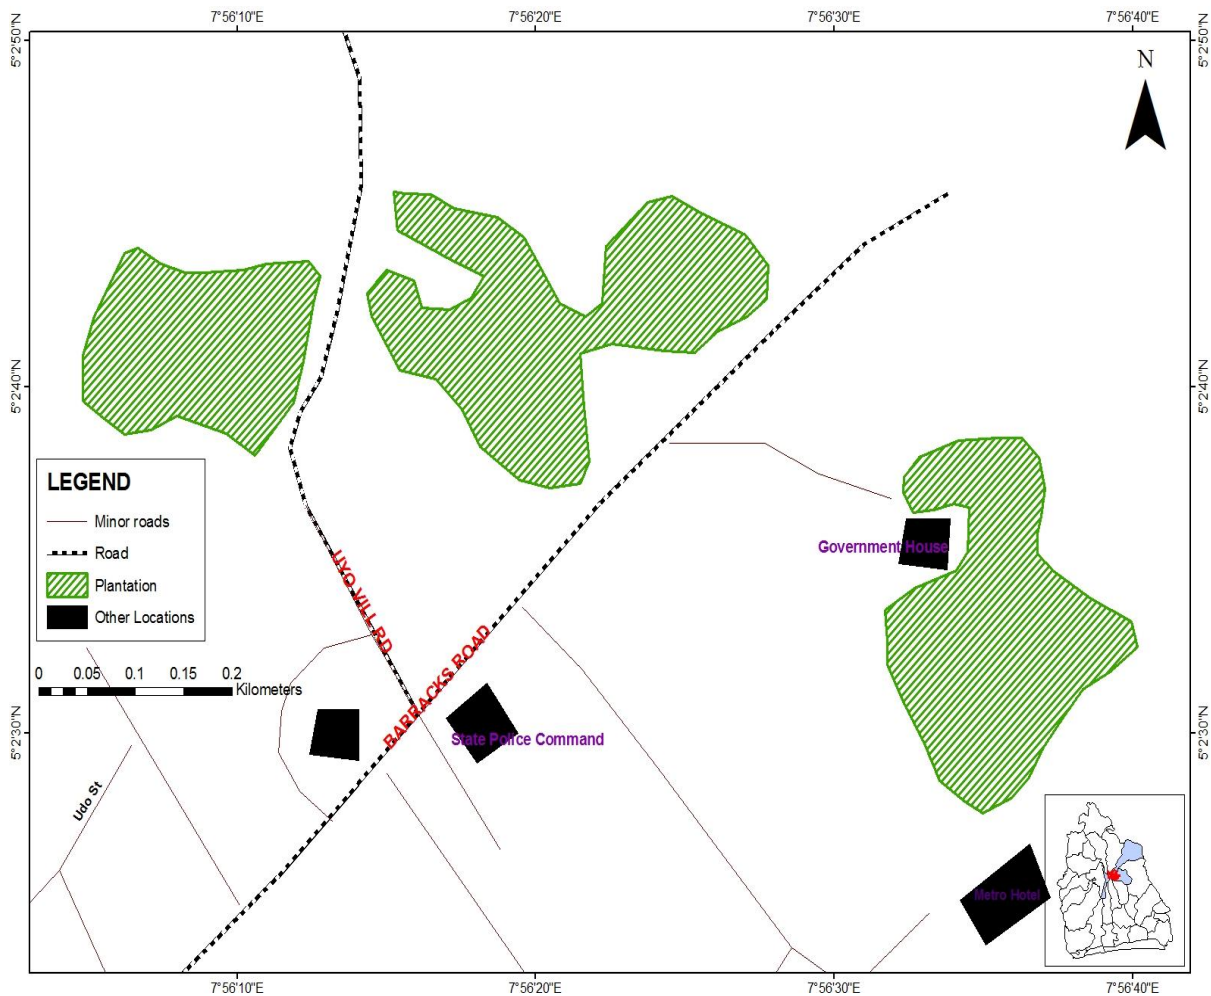 7°56'10"E
7°56'20"E
7°56'30"E
7°56'40"E
5°2'50"N
5°2'50"N
N
5°2'40"N
5°2'40"N
LEGEND
Minor roads
Road
Plantation
Other Locations
Government House
UYO VILL RD
BARRACKS ROAD
0 0.05 0.1 0.15 0.2
Kilometers
State Police Command
5°2'30"N
5°2'30"N
Udo St
Metro Hotel
7°56'10"E
7°56'20"E
7°56'30"E
7°56'40"E